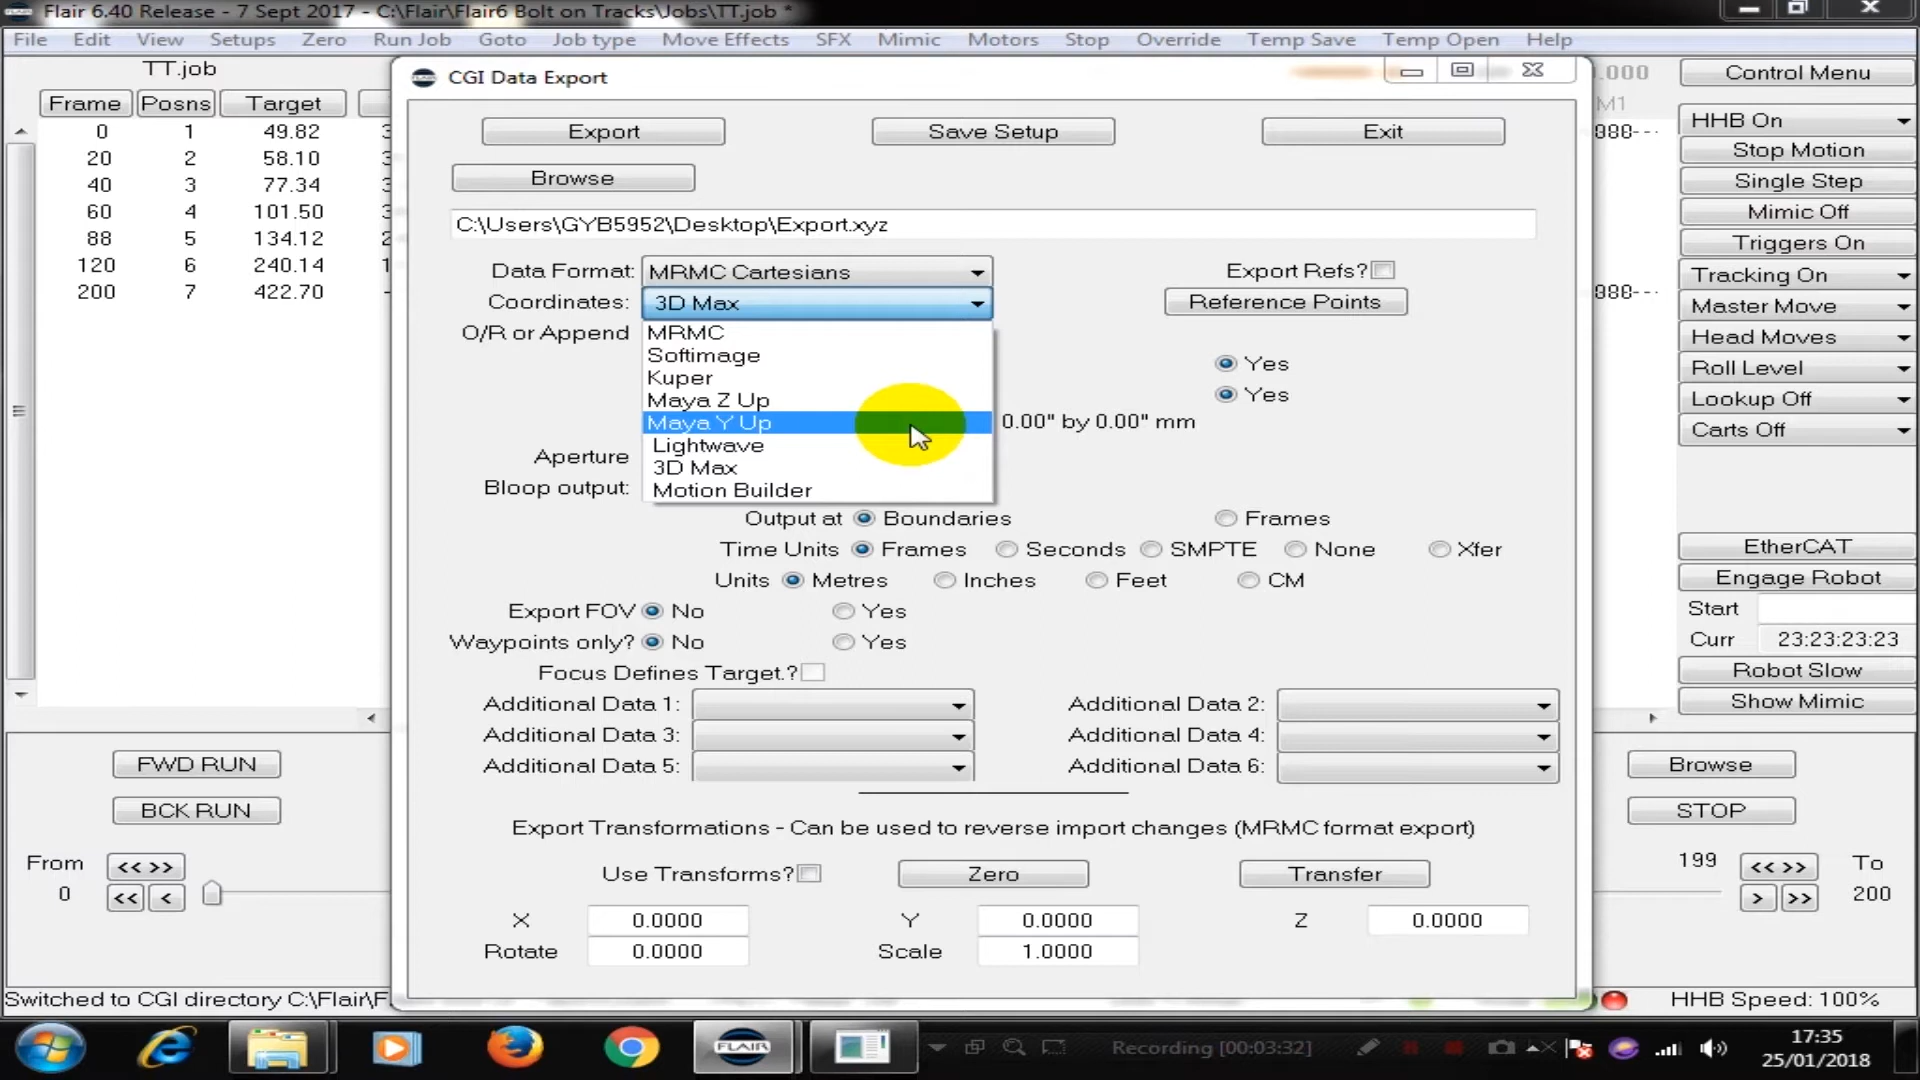 Flair 6.40 Release - 7 Sept 2017 - C:\Flair\Flair6 Bolt on Tracks\Jobs\TT.job *
File Edit View Setups Zero Run Job Goto Job type Move Effects SFX Mimic Motors Stop Override Temp Save Temp Open Help
TT.job
Frame Posns Target
0 1 49.82
20 2 58.10
40 3 77.34
60 4 101.50
88 5 134.12
120 6 240.14
200 7 422.70
CGI Data Export
Export Save Setup Exit
Browse
C:\Users\GYB5952\Desktop\Export.xyz
Data Format: MRMC Cartesians Export Refs?
Coordinates: 3D Max Reference Points
O/R or Append
MRMC
Softimage
Kuper
Maya Z Up
Maya Y Up
Lightwave
3D Max
Motion Builder
Yes
Yes
0.00" by 0.00" mm
Aperture
Bloop output:
Output at Boundaries Frames
Time Units Frames Seconds SMPTE None Xfer
Units Metres Inches Feet CM
Export FOV No Yes
Waypoints only? No Yes
Focus Defines Target.?
Additional Data 1: Additional Data 2:
Additional Data 3: Additional Data 4:
Additional Data 5: Additional Data 6:
Export Transformations - Can be used to reverse import changes (MRMC format export)
Use Transforms? Zero Transfer
X 0.0000 Y 0.0000 Z 0.0000
Rotate 0.0000 Scale 1.0000
.000
M1
888--
888--
Control Menu
HHB On
Stop Motion
Single Step
Mimic Off
Triggers On
Tracking On
Master Move
Head Moves
Roll Level
Lookup Off
Carts Off
EtherCAT
Engage Robot
Start
Curr 23:23:23:23
Robot Slow
Show Mimic
FWD RUN
BCK RUN
From << >>
0 << <
Browse
STOP
199 << >> To
> >> 200
Switched to CGI directory C:\Flair\F
HHB Speed: 100%
FLAIR
Recording [00:03:32]
17:35
25/01/2018